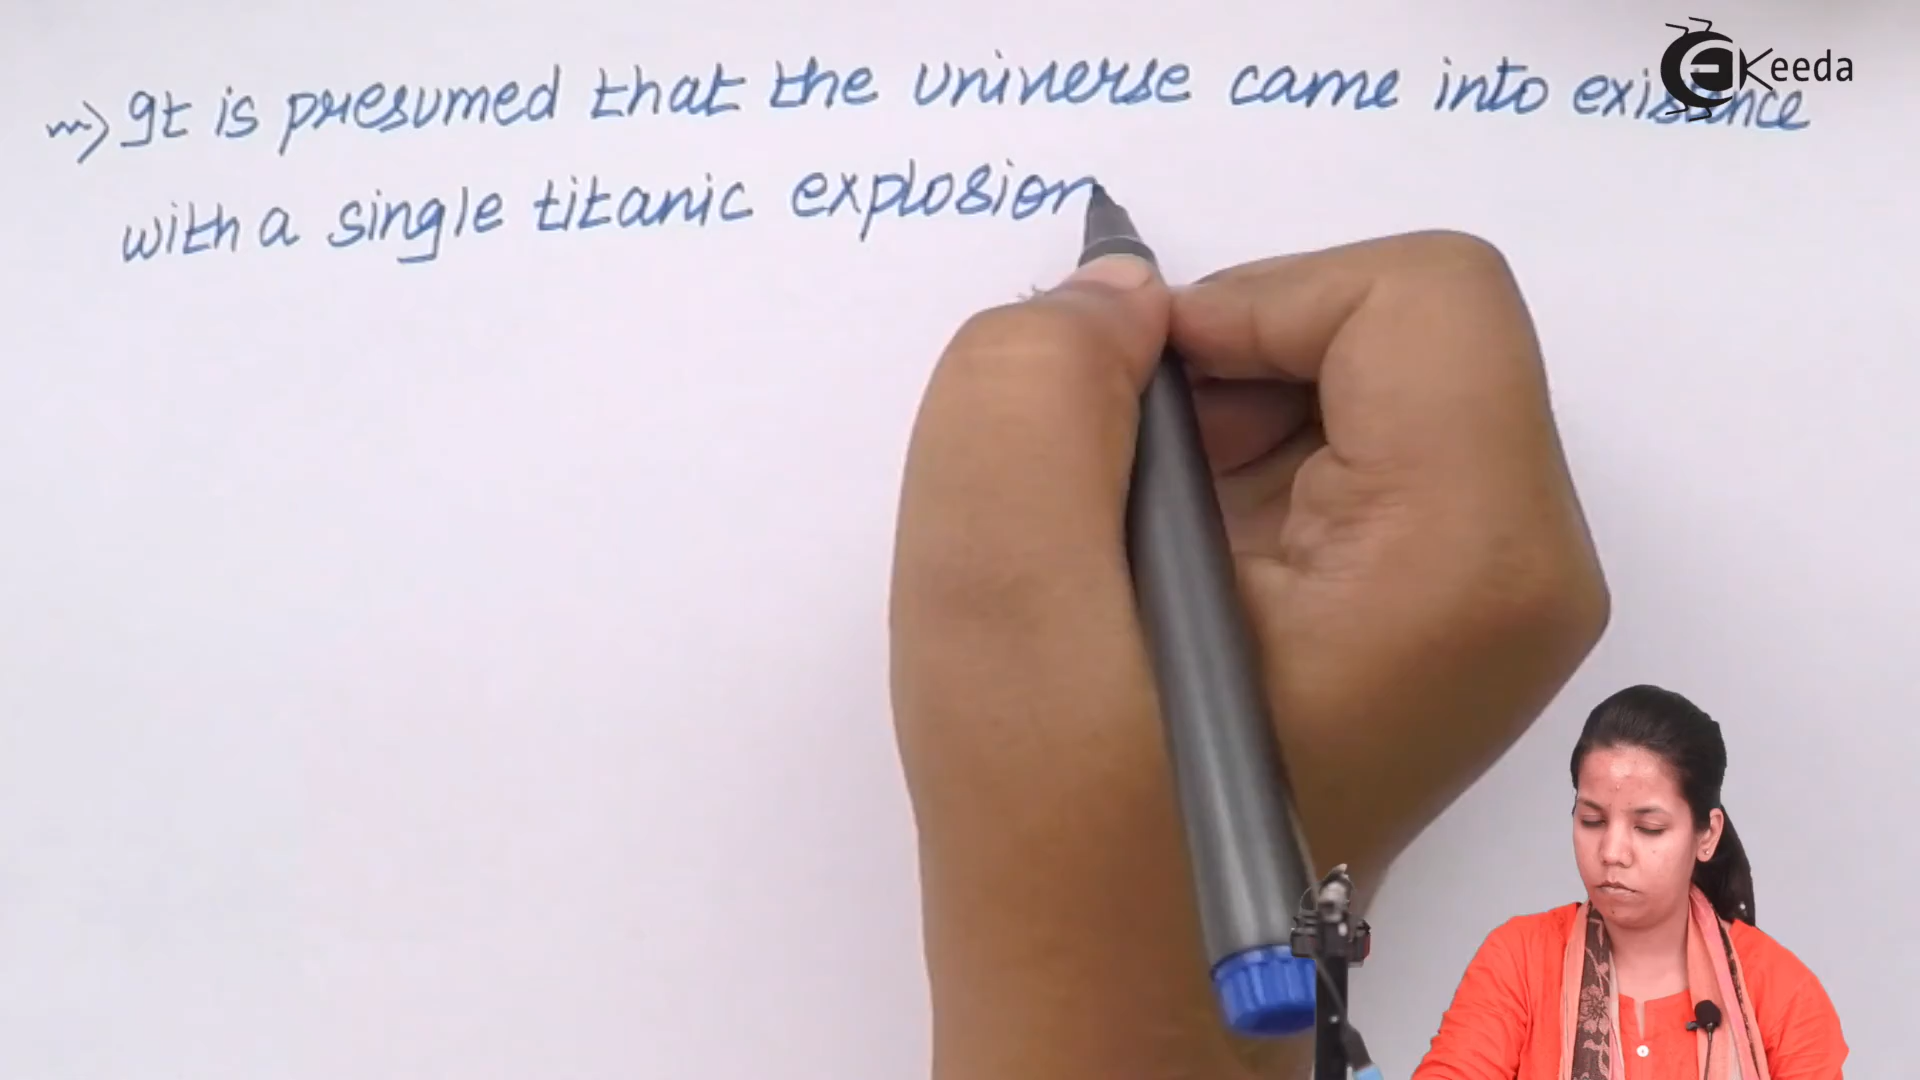 Keeda
⇝ It is presumed that the universe came into existence
with a single titanic explosion